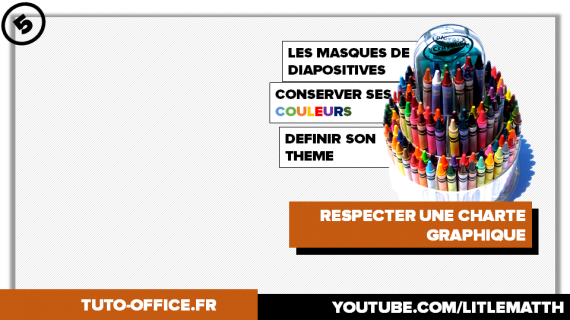 5
LES MASQUES DE
DIAPOSITIVES
CONSERVER SES
COULEURS
DEFINIR SON
THEME
RESPECTER UNE CHARTE
GRAPHIQUE
TUTO-OFFICE.FR
YOUTUBE.COM/LITLEMATTH